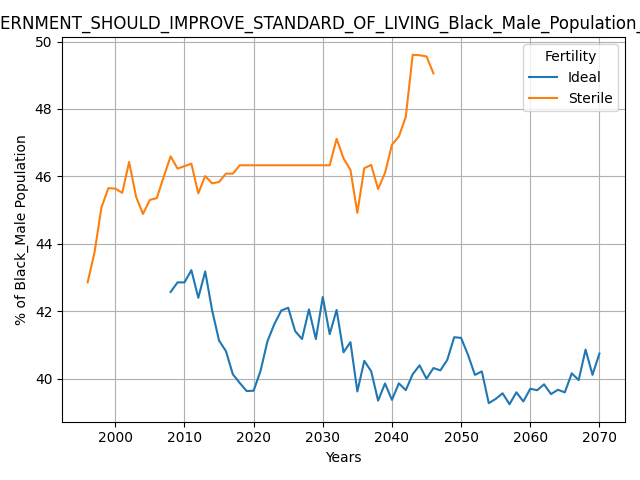 ERNMENT_SHOULD_IMPROVE_STANDARD_OF_LIVING_Black_Male_Population_
% of Black_Male Population
50
48
46
44
42
40
Fertility
Ideal
Sterile
2000 2010 2020 2030 2040 2050 2060 2070
Years